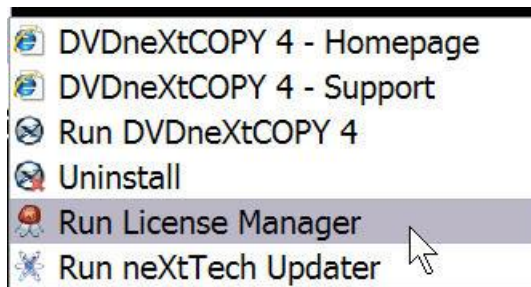 DVDneXtCOPY 4 - Homepage
DVDneXtCOPY 4 - Support
Run DVDneXtCOPY 4
Uninstall
Run License Manager
Run neXtTech Updater